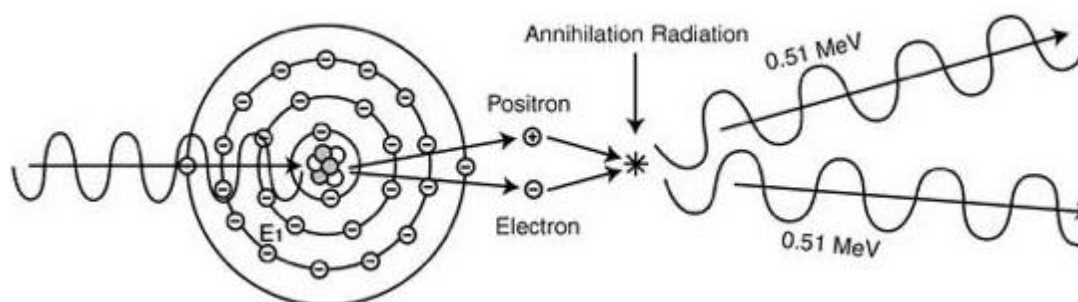 Annihilation Radiation
0.51 MeV
Positron
+
−
Electron
E1
0.51 MeV